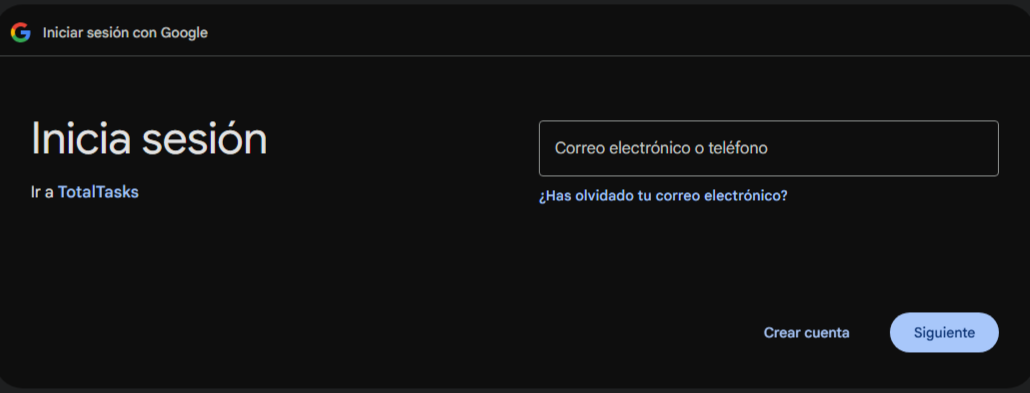 Iniciar sesión con Google
Inicia sesión
Ir a TotalTasks
Correo electrónico o teléfono
¿Has olvidado tu correo electrónico?
Crear cuenta
Siguiente